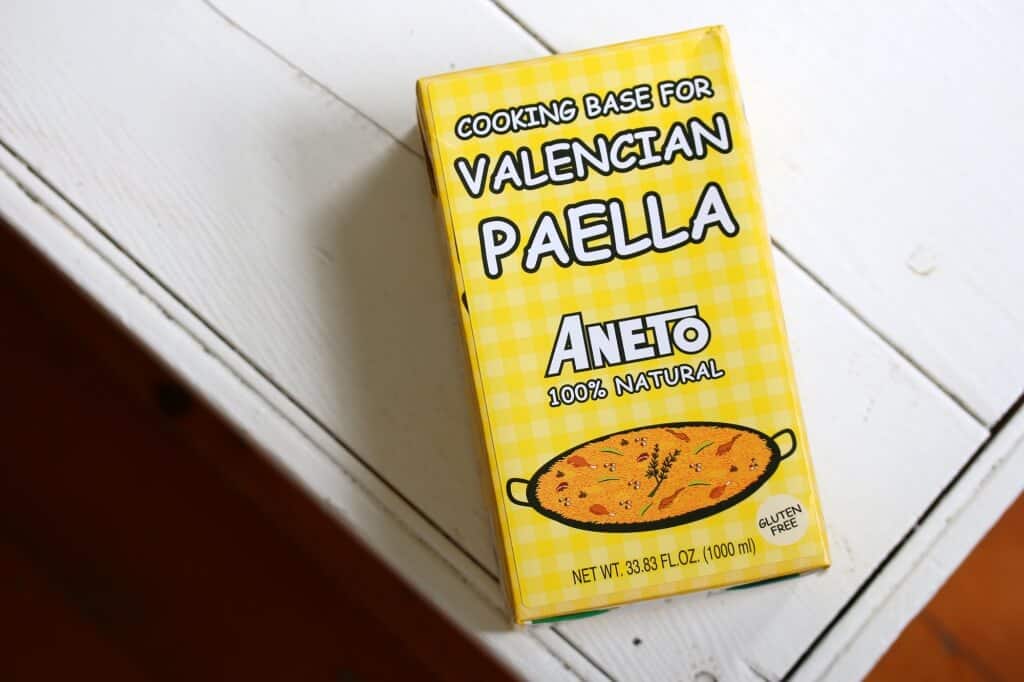 COOKING BASE FOR
VALENCIAN
PAELLA
ANETO
100% NATURAL
GLUTEN
FREE
NET WT. 33.83 FL.OZ. (1000 ml)